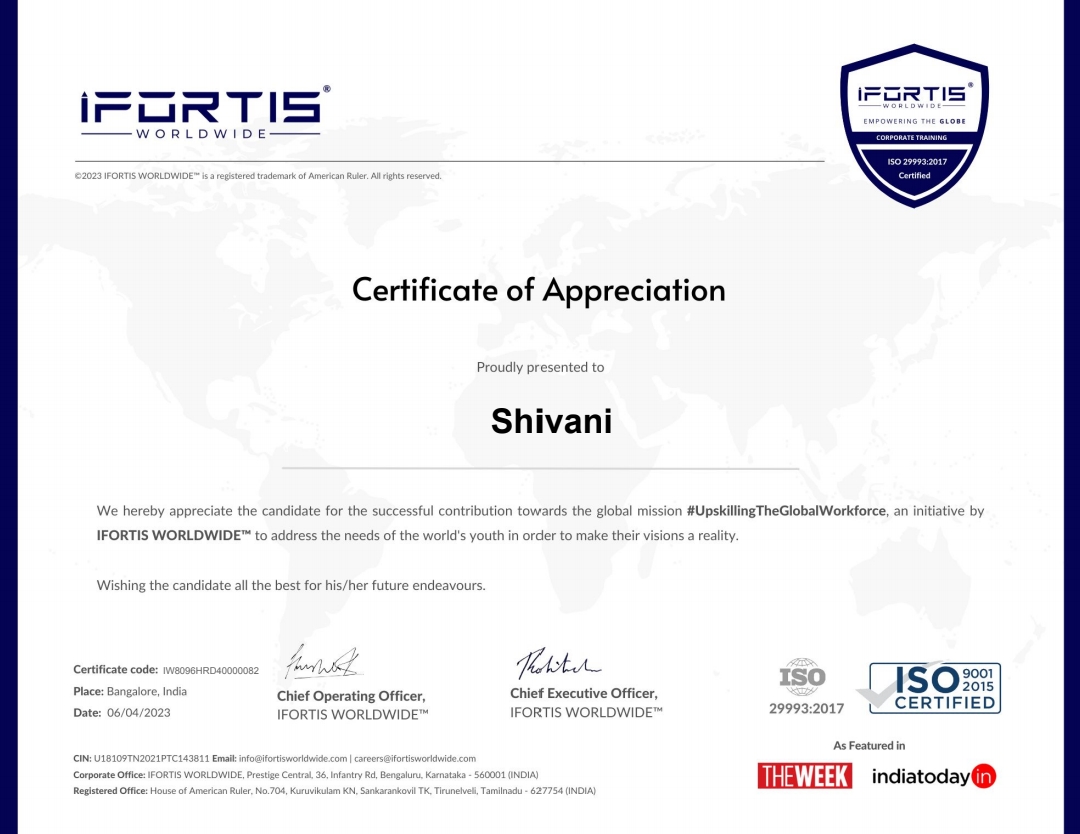 IFORTIS®
WORLDWIDE
©2023 IFORTIS WORLDWIDE™ is a registered trademark of American Ruler. All rights reserved.
IFORTIS®
WORLDWIDE
EMPOWERING THE GLOBE
CORPORATE TRAINING
ISO 29993:2017
Certified
Certificate of Appreciation
Proudly presented to
Shivani
We hereby appreciate the candidate for the successful contribution towards the global mission #UpskillingTheGlobalWorkforce, an initiative by
IFORTIS WORLDWIDE™ to address the needs of the world's youth in order to make their visions a reality.
Wishing the candidate all the best for his/her future endeavours.
Certificate code: IW8096HRD40000082
Place: Bangalore, India
Date: 06/04/2023
Chief Operating Officer,
IFORTIS WORLDWIDE™
Chief Executive Officer,
IFORTIS WORLDWIDE™
ISO
29993:2017
ISO 9001
2015
CERTIFIED
As Featured in
THE WEEK
indiatoday in
CIN: U18109TN2021PTC143811 Email: info@ifortisworldwide.com | careers@ifortisworldwide.com
Corporate Office: IFORTIS WORLDWIDE, Prestige Central, 36, Infantry Rd, Bengaluru, Karnataka - 560001 (INDIA)
Registered Office: House of American Ruler, No.704, Kuruvikulam KN, Sankarankovil TK, Tirunelveli, Tamilnadu - 627754 (INDIA)